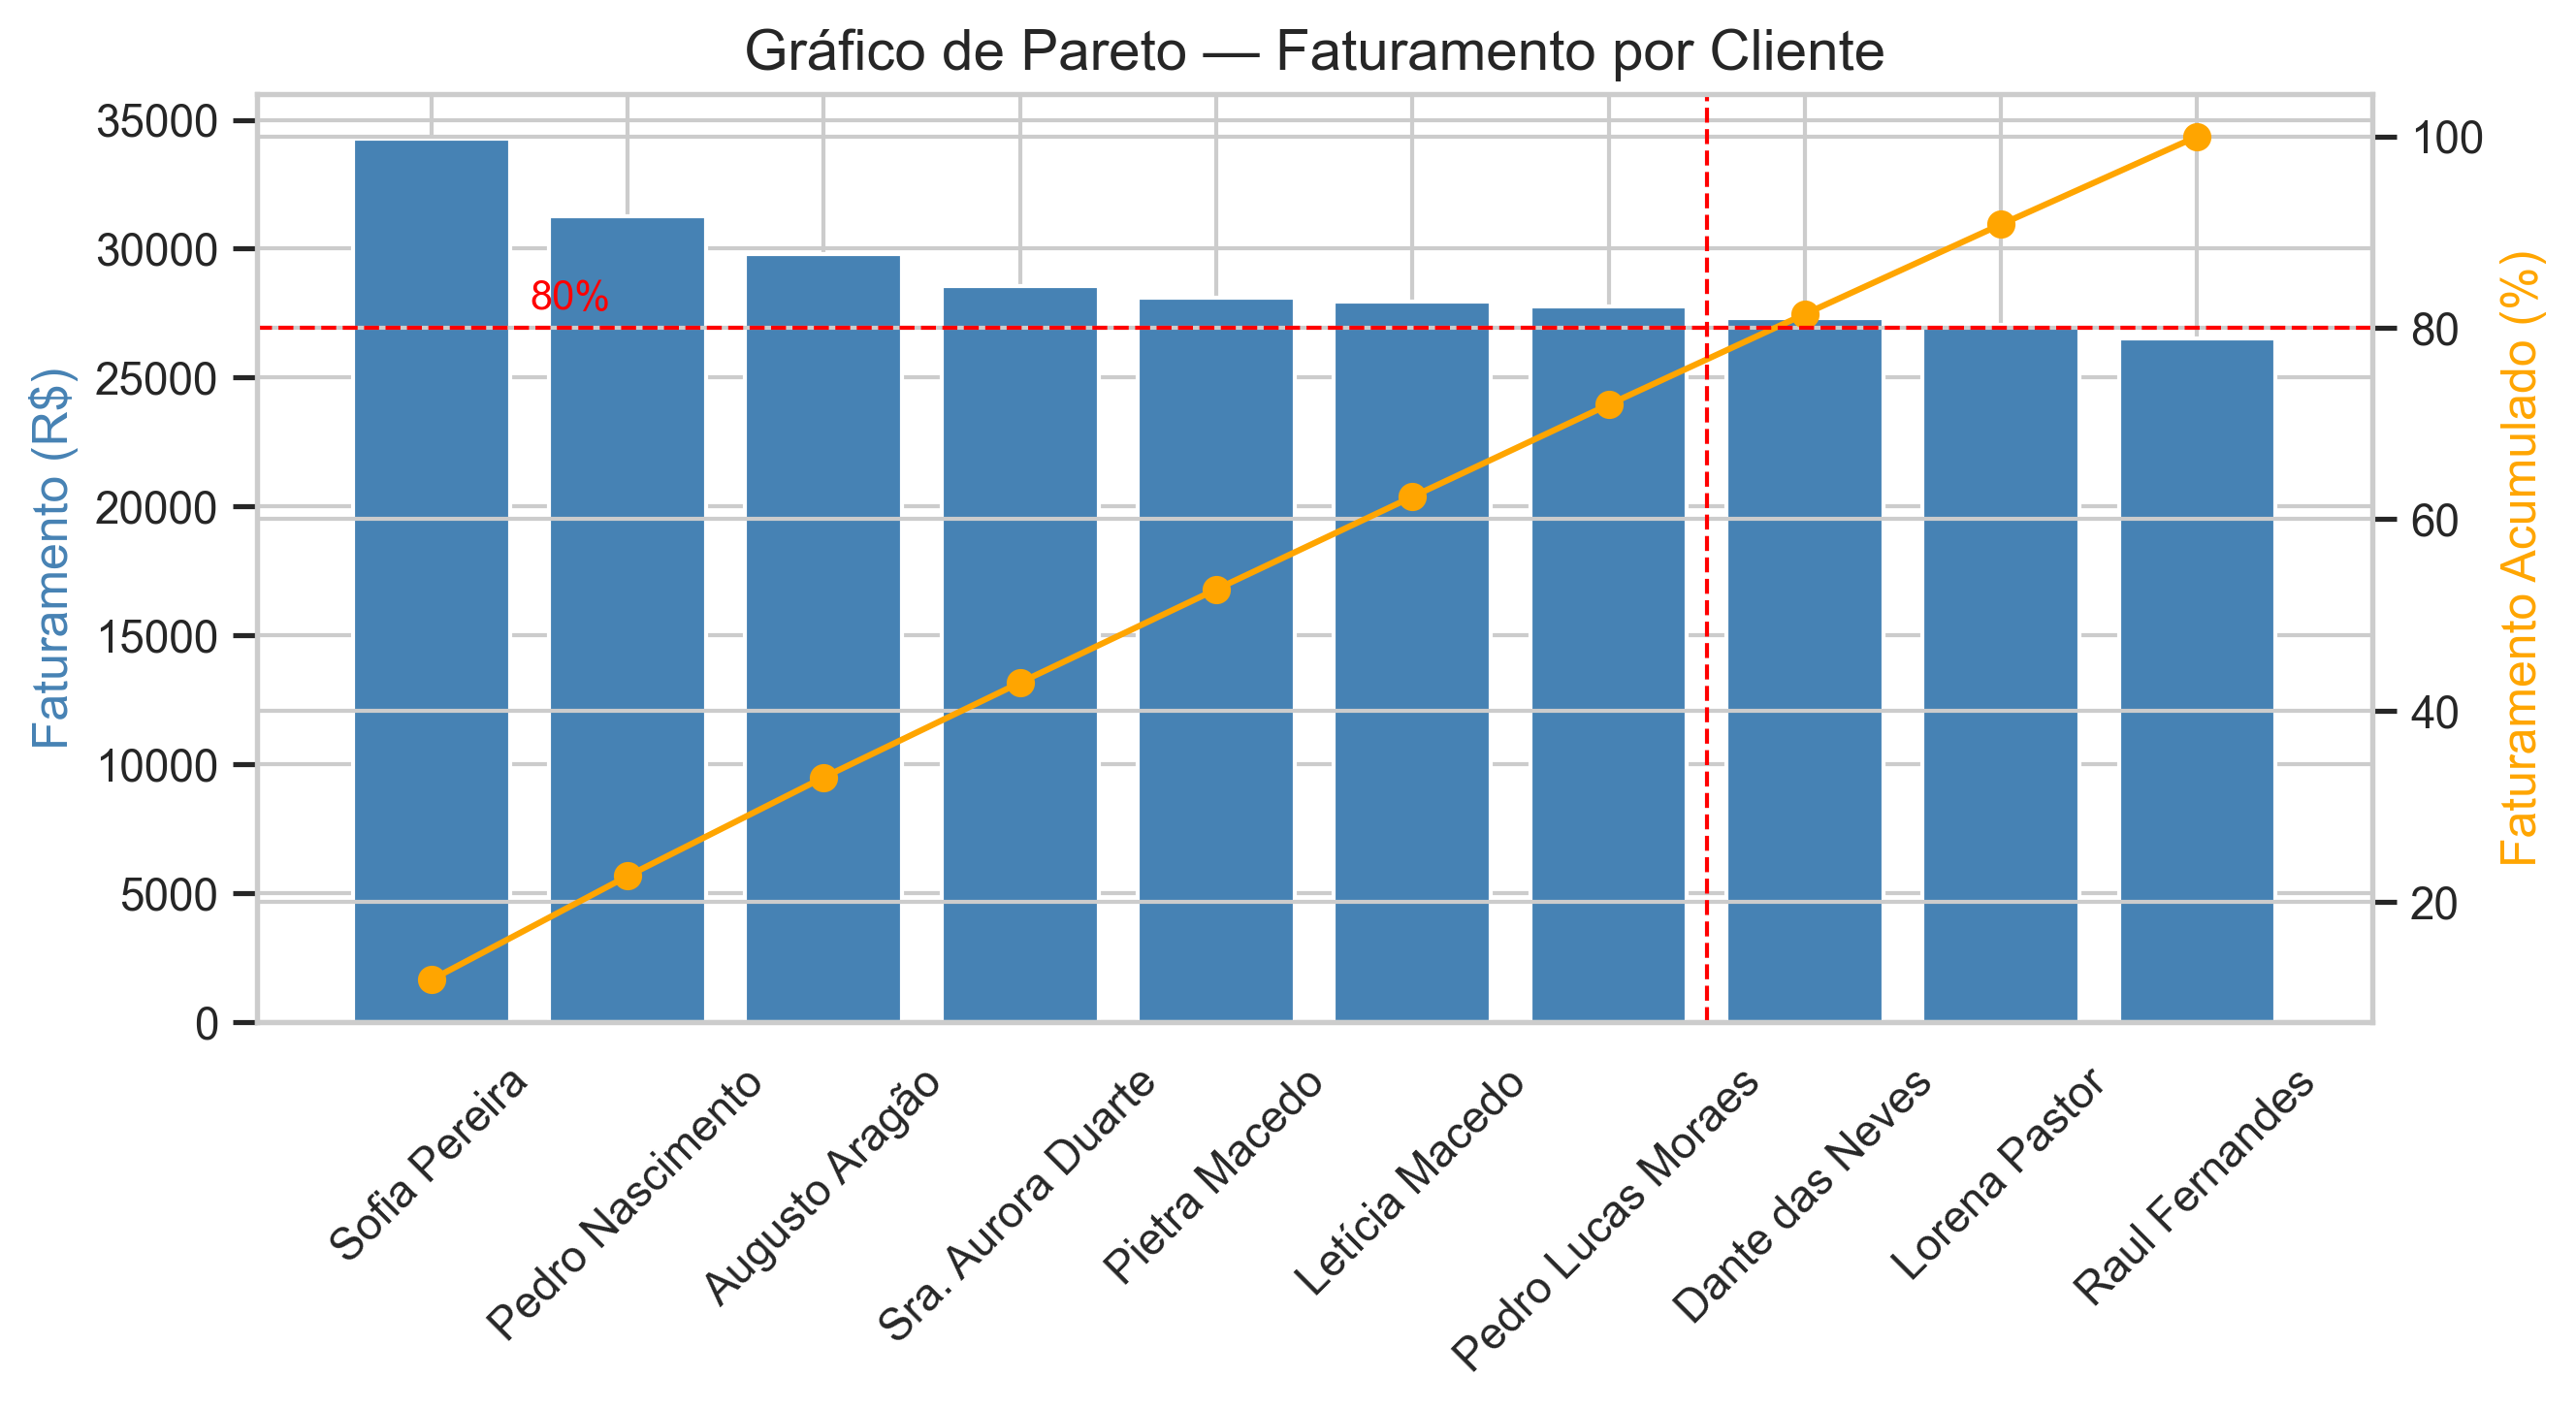 Gráfico de Pareto — Faturamento por Cliente
Faturamento (R$)
35000
30000
25000
20000
15000
10000
5000
0
80%
100
80
60
40
20
Faturamento Acumulado (%)
Sofia Pereira
Pedro Nascimento
Augusto Aragão
Sra. Aurora Duarte
Pietra Macedo
Letícia Macedo
Pedro Lucas Moraes
Dante das Neves
Lorena Pastor
Raul Fernandes